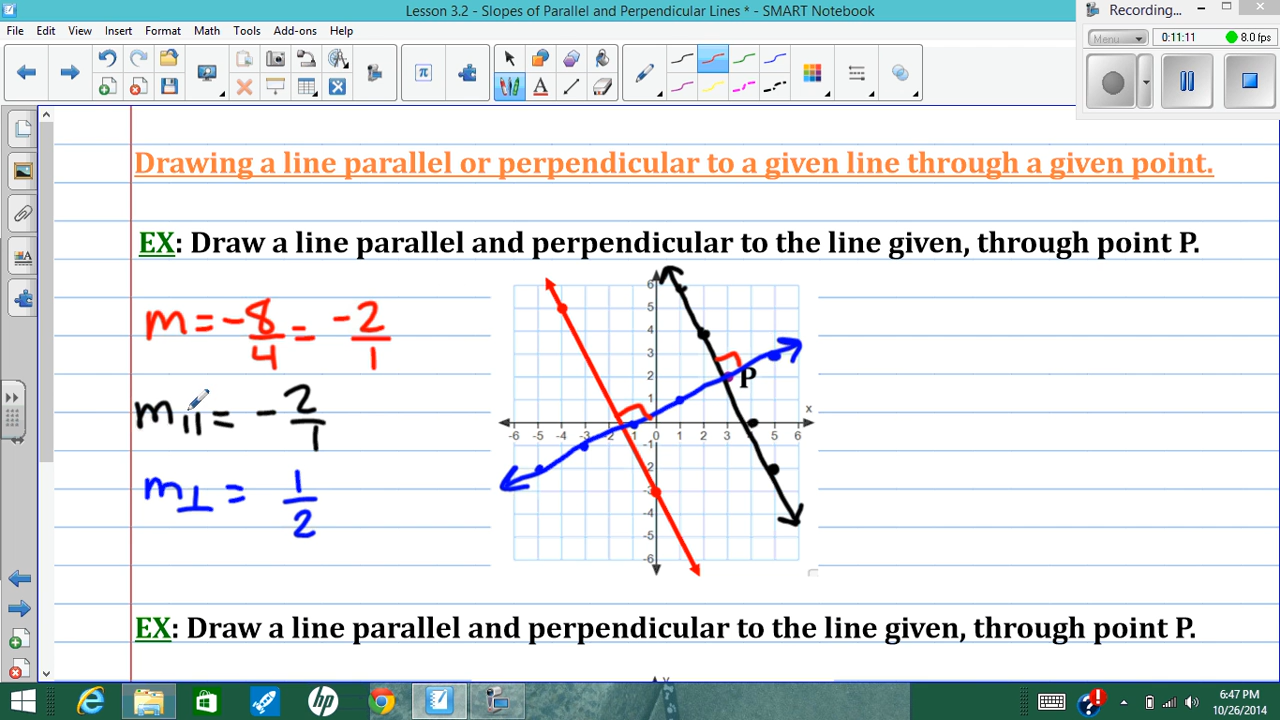 Lesson 3.2 - Slopes of Parallel and Perpendicular Lines * - SMART Notebook
Recording...
File Edit View Insert Format Math Tools Add-ons Help
Menu
0:11:11
8.0 fps
Drawing a line parallel or perpendicular to a given line through a given point.
EX: Draw a line parallel and perpendicular to the line given, through point P.
m = -8/4 = -2/1
m|| = -2/1
m⊥ = 1/2
6
5
4
3
2
1
-6 -5 -4 -3 -2 -1 0 1 2 3 5 6
x
-1
-2
-3
-4
-5
-6
P
EX: Draw a line parallel and perpendicular to the line given, through point P.
y
6:47 PM
10/26/2014